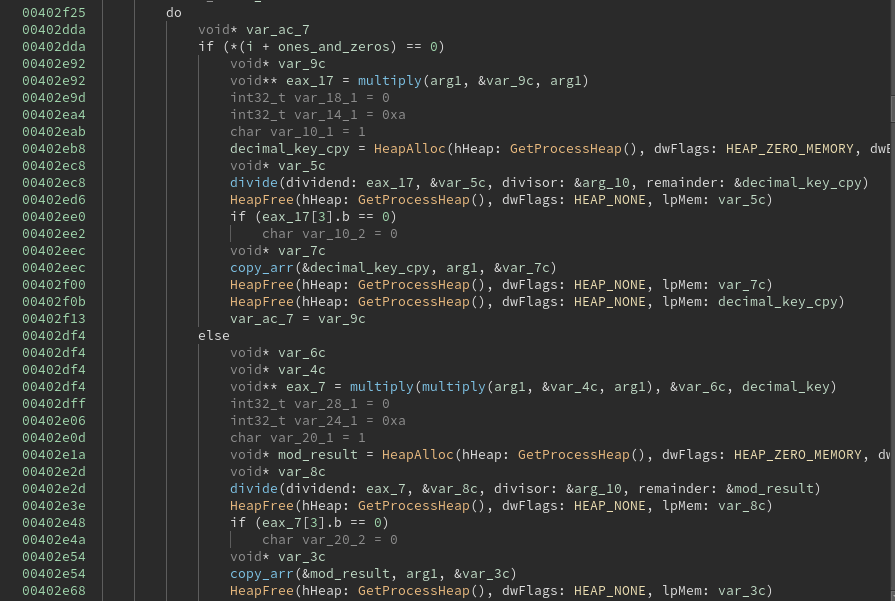 00402f25 do
00402dda void* var_ac_7
00402dda if (*(i + ones_and_zeros) == 0)
00402e92 void* var_9c
00402e92 void** eax_17 = multiply(arg1, &var_9c, arg1)
00402e9d int32_t var_18_1 = 0
00402ea4 int32_t var_14_1 = 0xa
00402eab char var_10_1 = 1
00402eb8 decimal_key_cpy = HeapAlloc(hHeap: GetProcessHeap(), dwFlags: HEAP_ZERO_MEMORY, dwB
00402ec8 void* var_5c
00402ec8 divide(dividend: eax_17, &var_5c, divisor: &arg_10, remainder: &decimal_key_cpy)
00402ed6 HeapFree(hHeap: GetProcessHeap(), dwFlags: HEAP_NONE, lpMem: var_5c)
00402ee0 if (eax_17[3].b == 0)
00402ee2 char var_10_2 = 0
00402eec void* var_7c
00402eec copy_arr(&decimal_key_cpy, arg1, &var_7c)
00402f00 HeapFree(hHeap: GetProcessHeap(), dwFlags: HEAP_NONE, lpMem: var_7c)
00402f0b HeapFree(hHeap: GetProcessHeap(), dwFlags: HEAP_NONE, lpMem: decimal_key_cpy)
00402f13 var_ac_7 = var_9c
00402df4 else
00402df4 void* var_6c
00402df4 void* var_4c
00402df4 void** eax_7 = multiply(multiply(arg1, &var_4c, arg1), &var_6c, decimal_key)
00402dff int32_t var_28_1 = 0
00402e06 int32_t var_24_1 = 0xa
00402e0d char var_20_1 = 1
00402e1a void* mod_result = HeapAlloc(hHeap: GetProcessHeap(), dwFlags: HEAP_ZERO_MEMORY, dw
00402e2d void* var_8c
00402e2d divide(dividend: eax_7, &var_8c, divisor: &arg_10, remainder: &mod_result)
00402e3e HeapFree(hHeap: GetProcessHeap(), dwFlags: HEAP_NONE, lpMem: var_8c)
00402e48 if (eax_7[3].b == 0)
00402e4a char var_20_2 = 0
00402e54 void* var_3c
00402e54 copy_arr(&mod_result, arg1, &var_3c)
00402e68 HeapFree(hHeap: GetProcessHeap(), dwFlags: HEAP_NONE, lpMem: var_3c)